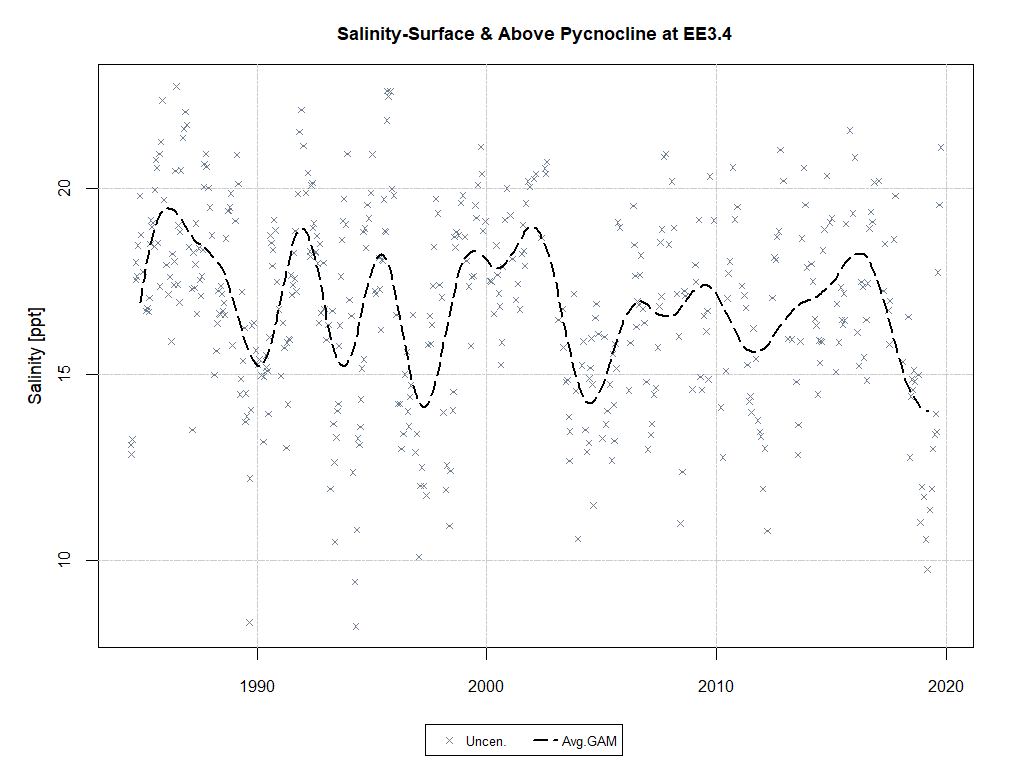 Salinity-Surface & Above Pycnocline at EE3.4
Salinity [ppt]
20
15
10
1990 2000 2010 2020
Uncen. Avg.GAM